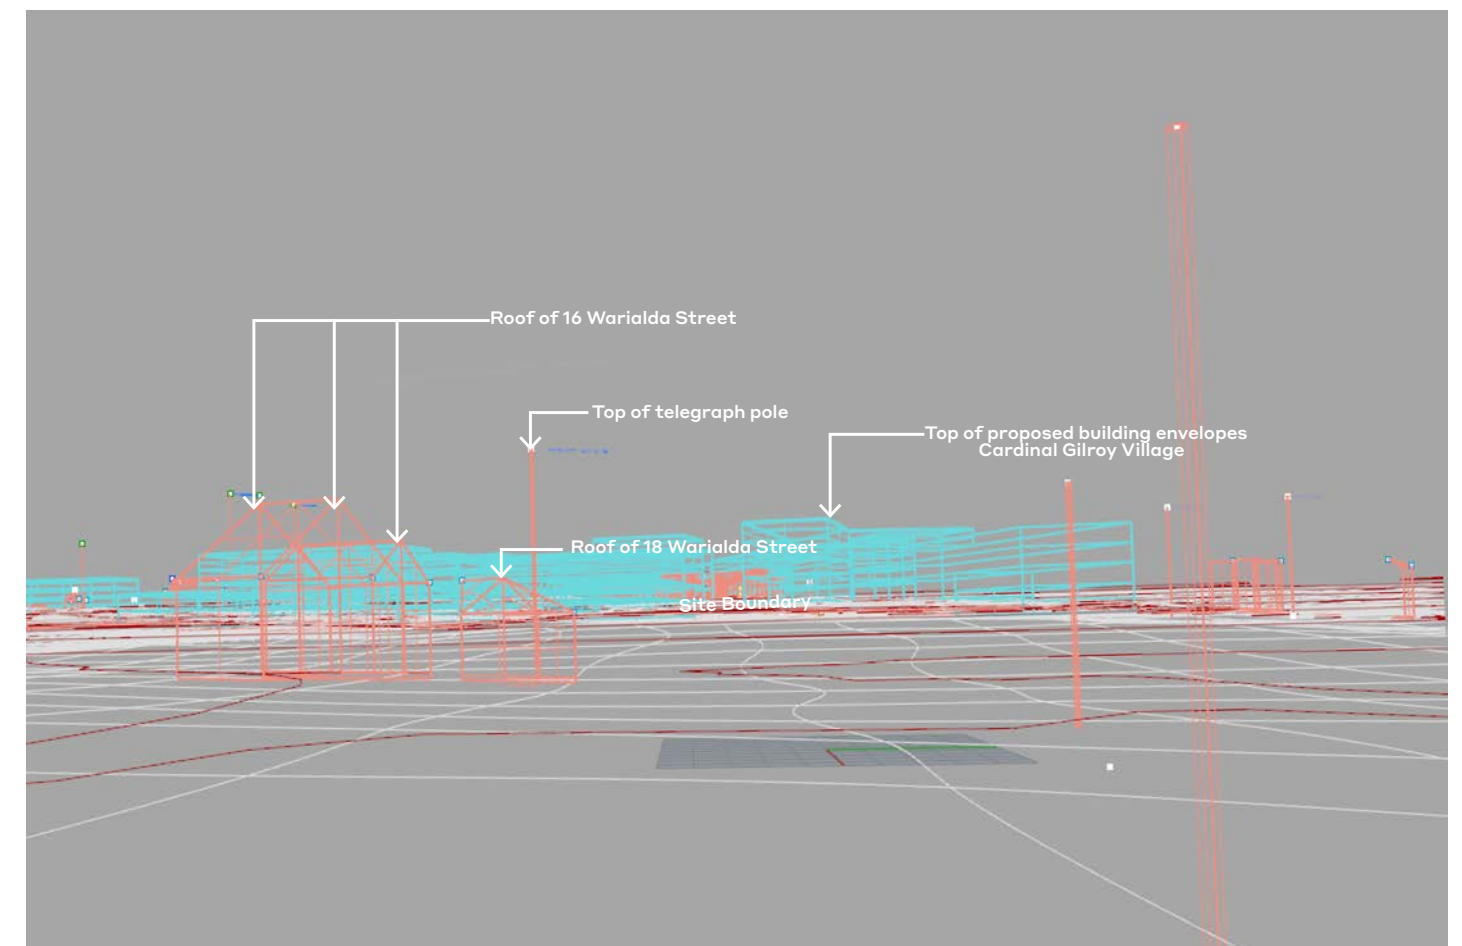 Roof of 16 Warialda Street
Top of telegraph pole
Top of proposed building envelopes
Cardinal Gilroy Village
Roof of 18 Warialda Street
Site Boundary